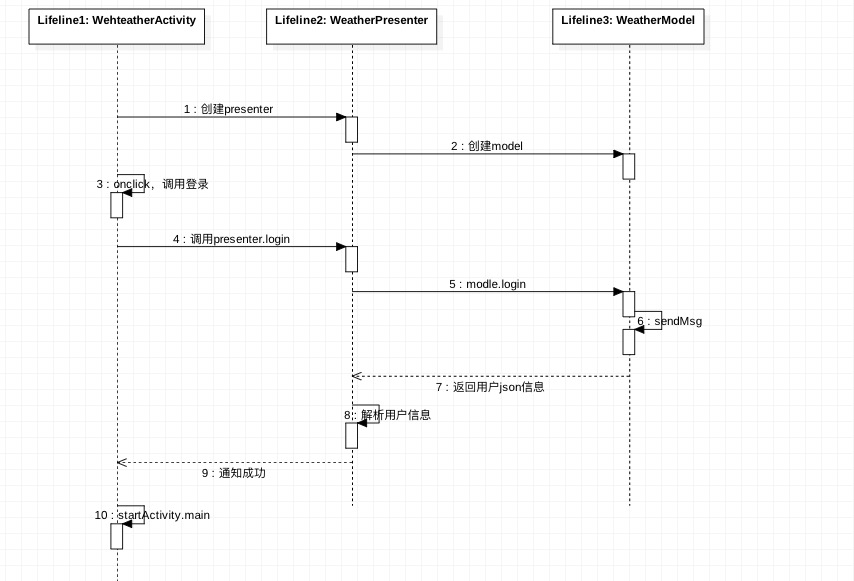 Lifeline1: WehteatherActivity
Lifeline2: WeatherPresenter
Lifeline3: WeatherModel
1 : 创建presenter
2 : 创建model
3 : onclick，调用登录
4 : 调用presenter.login
5 : modle.login
6 : sendMsg
7 : 返回用户json信息
8 : 解析用户信息
9 : 通知成功
10 : startActivity.main